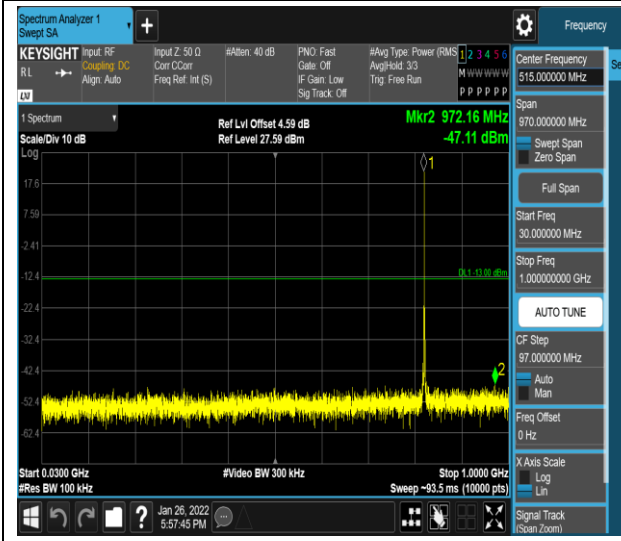 Spectrum Analyzer 1
Swept SA
Frequency
KEYSIGHT
RL
LXI
Input: RF
Coupling: DC
Align: Auto
Input Z: 50 Ω
Corr CCorr
Freq Ref: Int (S)
#Atten: 40 dB
PNO: Fast
Gate: Off
IF Gain: Low
Sig Track: Off
#Avg Type: Power (RMS
Avg|Hold: 3/3
Trig: Free Run
1 2 3 4 5 6
M W W W W W
P P P P P P
1 Spectrum
Scale/Div 10 dB
Log
Ref Lvl Offset 4.59 dB
Ref Level 27.59 dBm
Mkr2 972.16 MHz
-47.11 dBm
1
17.6
7.59
-2.41
-12.4
DL1 -13.00 dBm
-22.4
-32.4
-42.4
2
-52.4
-62.4
Start 0.0300 GHz
#Res BW 100 kHz
#Video BW 300 kHz
Stop 1.0000 GHz
Sweep ~93.5 ms (10000 pts)
Jan 26, 2022
5:57:45 PM
Center Frequency
515.000000 MHz
Se
Span
970.000000 MHz
Swept Span
Zero Span
Full Span
Start Freq
30.000000 MHz
Stop Freq
1.000000000 GHz
AUTO TUNE
CF Step
97.000000 MHz
Auto
Man
Freq Offset
0 Hz
X Axis Scale
Log
Lin
Signal Track
(Span Zoom)